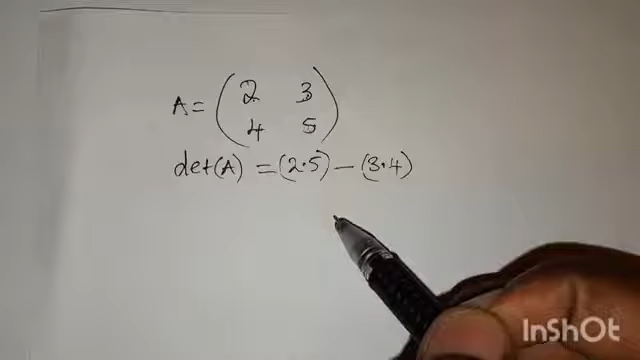 A = ( 2 3
4 5 )
det(A) = (2·5) – (3·4)
InShOt